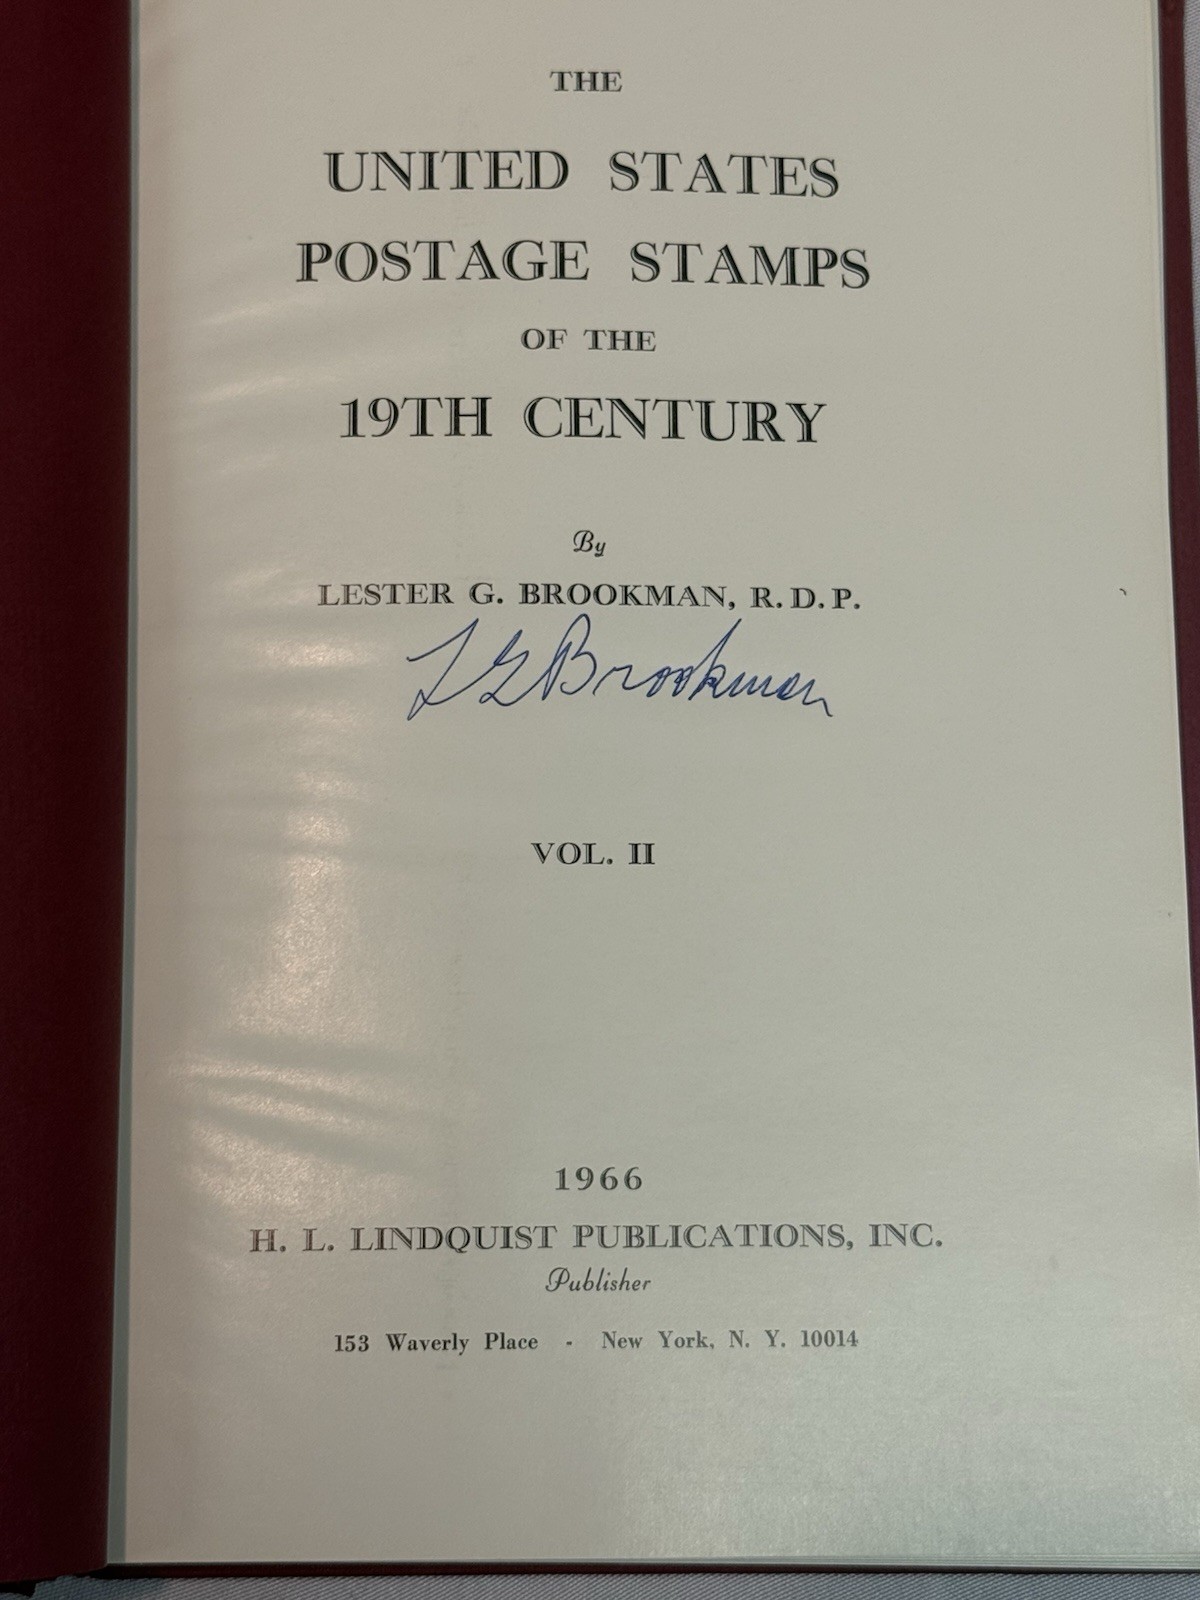 THE
UNITED STATES
POSTAGE STAMPS
OF THE
19TH CENTURY
By
LESTER G. BROOKMAN, R. D. P.
L G Brookman
VOL. II
1966
H. L. LINDQUIST PUBLICATIONS, INC.
Publisher
153 Waverly Place - New York, N. Y. 10014